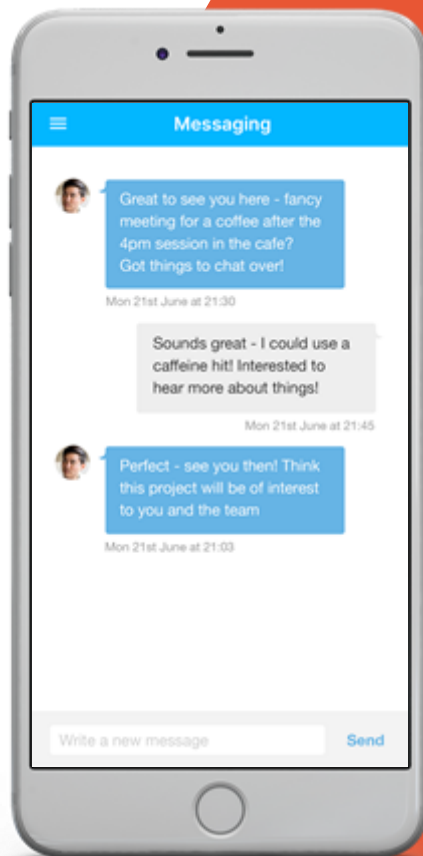 Messaging
Great to see you here - fancy
meeting for a coffee after the
4pm session in the cafe?
Got things to chat over!
Mon 21st June at 21:30
Sounds great - I could use a
caffeine hit! Interested to
hear more about things!
Mon 21st June at 21:45
Perfect - see you then! Think
this project will be of interest
to you and the team
Mon 21st June at 21:03
Write a new message
Send